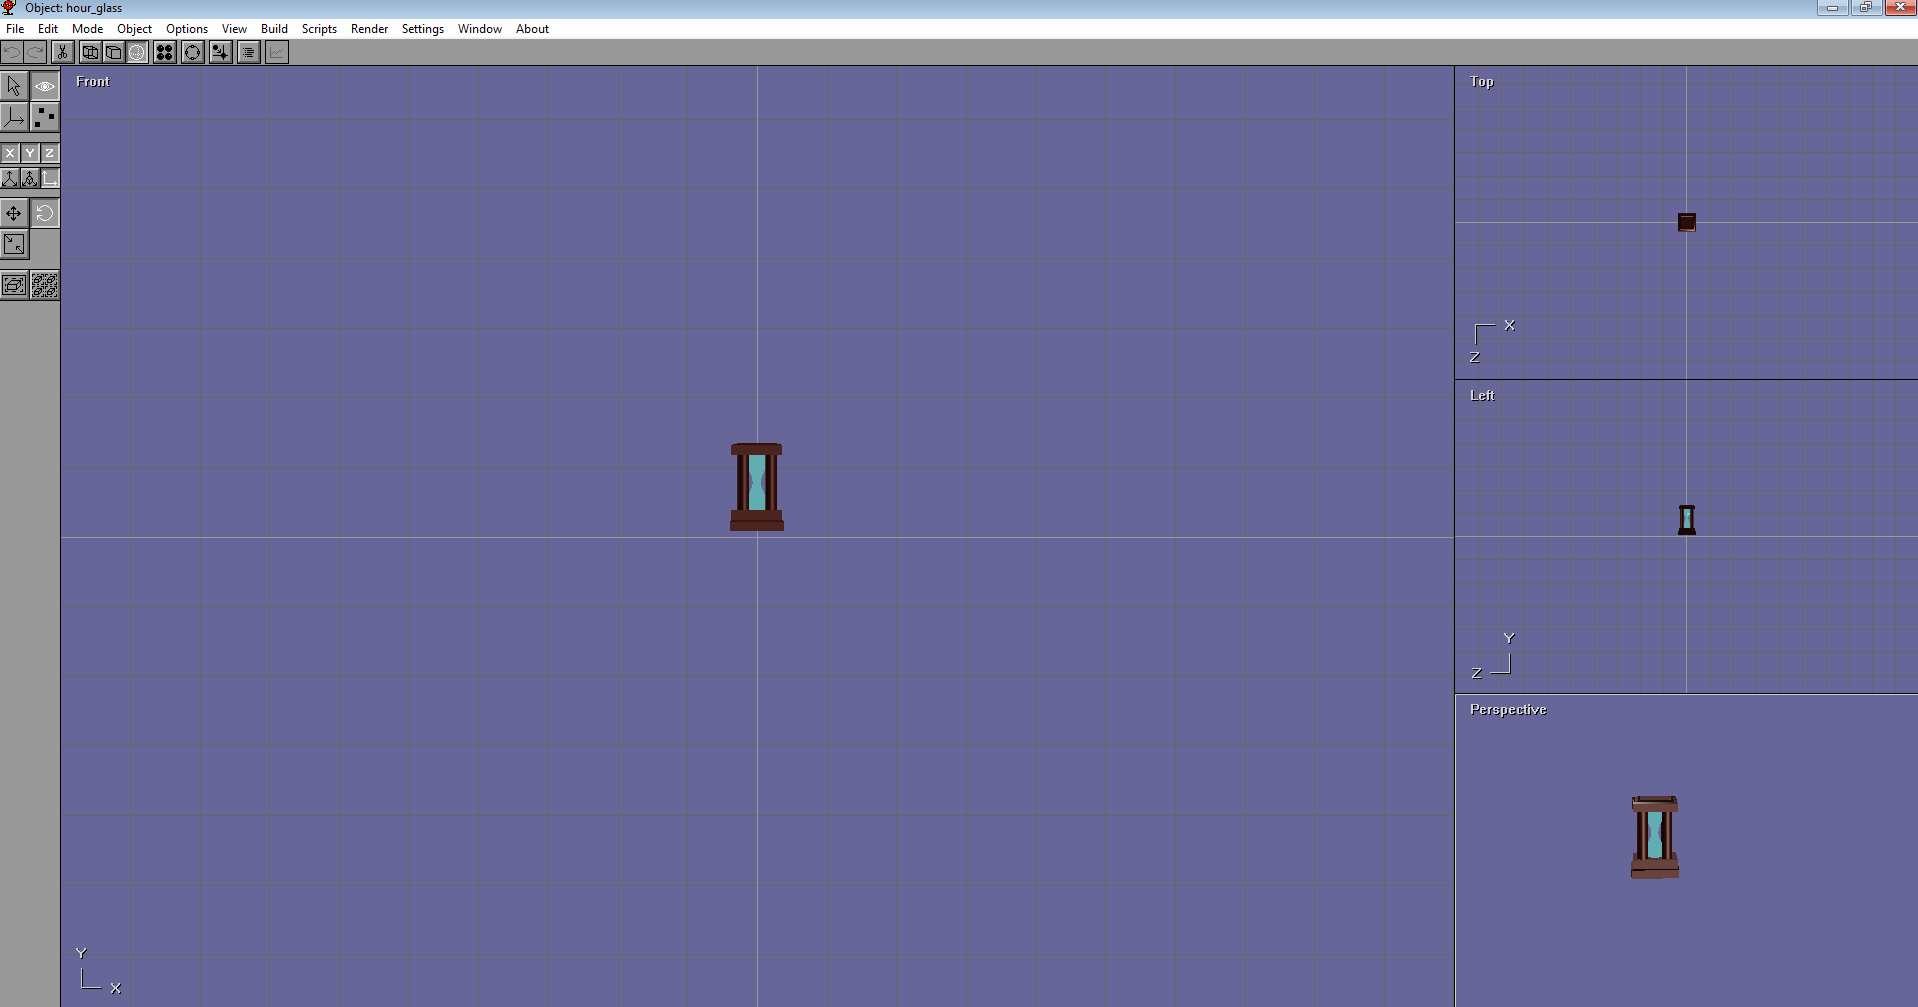 Object: hour_glass
File Edit Mode Object Options View Build Scripts Render Settings Window About
X Y Z
Front
Y
X
Top
X
Z
Left
Y
Z
Perspective